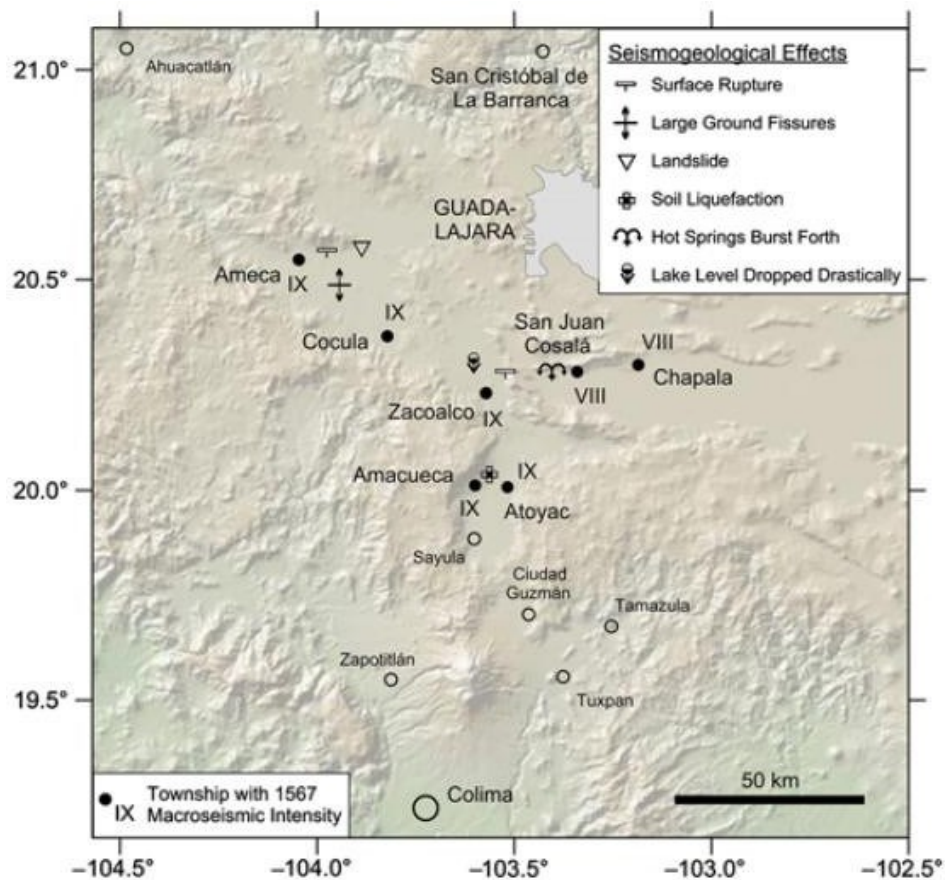 21.0°
20.5°
20.0°
19.5°
Ahuacatlán
San Cristóbal de
La Barranca
GUADA-
LAJARA
Ameca
IX
IX
Cocula
San Juan
Cosalá
VIII
VIII
Chapala
Zacoalco
IX
Amacueca
IX
IX
Atoyac
Sayula
Ciudad
Guzmán
Tamazula
Zapotitlán
Tuxpan
Colima
Seismogeological Effects
Surface Rupture
Large Ground Fissures
Landslide
Soil Liquefaction
Hot Springs Burst Forth
Lake Level Dropped Drastically
IX
Township with 1567
Macroseismic Intensity
50 km
−104.5°
−104.0°
−103.5°
−103.0°
−102.5°